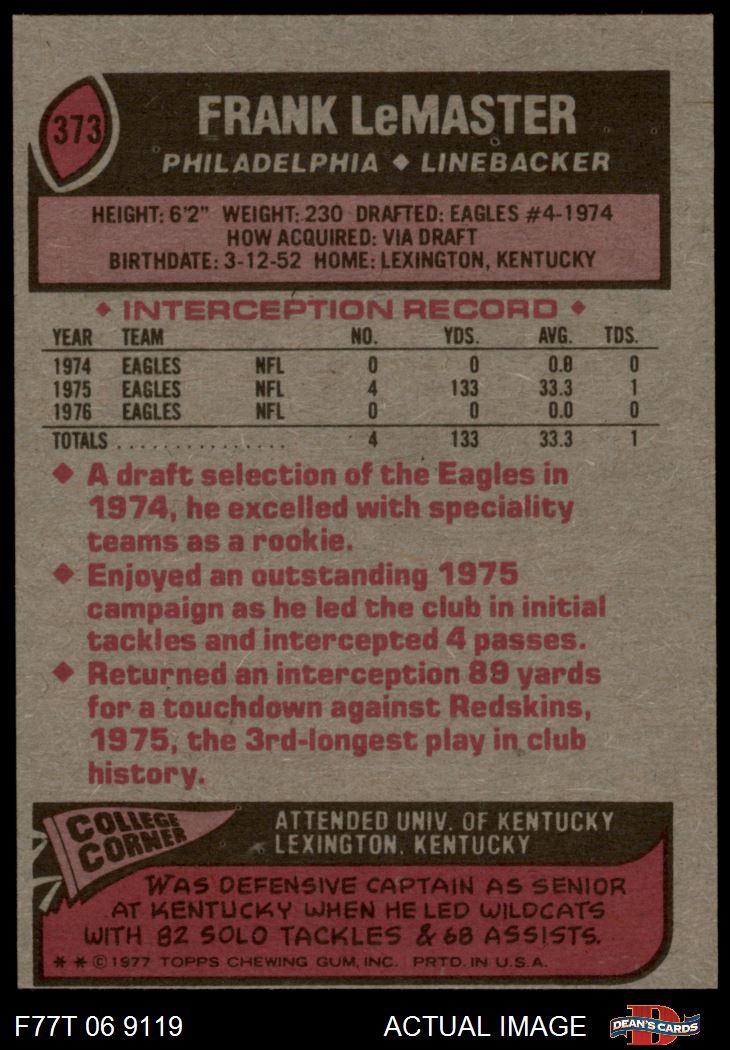 373
FRANK LeMASTER
PHILADELPHIA ♦ LINEBACKER
HEIGHT: 6'2" WEIGHT: 230 DRAFTED: EAGLES #4-1974
HOW ACQUIRED: VIA DRAFT
BIRTHDATE: 3-12-52 HOME: LEXINGTON, KENTUCKY
♦ INTERCEPTION RECORD ♦
YEAR TEAM NO. YDS. AVG. TDS.
1974 EAGLES NFL 0 0 0.0 0
1975 EAGLES NFL 4 133 33.3 1
1976 EAGLES NFL 0 0 0.0 0
TOTALS . . . . . . . . . . . . . . . 4 133 33.3 1
♦ A draft selection of the Eagles in
1974, he excelled with speciality
teams as a rookie.
♦ Enjoyed an outstanding 1975
campaign as he led the club in initial
tackles and intercepted 4 passes.
♦ Returned an interception 89 yards
for a touchdown against Redskins,
1975, the 3rd-longest play in club
history.
COLLEGE
CORNER
ATTENDED UNIV. OF KENTUCKY
LEXINGTON, KENTUCKY
WAS DEFENSIVE CAPTAIN AS SENIOR
AT KENTUCKY WHEN HE LED WILDCATS
WITH 82 SOLO TACKLES & 68 ASSISTS.
* * © 1977 TOPPS CHEWING GUM, INC. PRTD. IN U.S.A.
F77T 06 9119 ACTUAL IMAGE DEAN'S CARDS